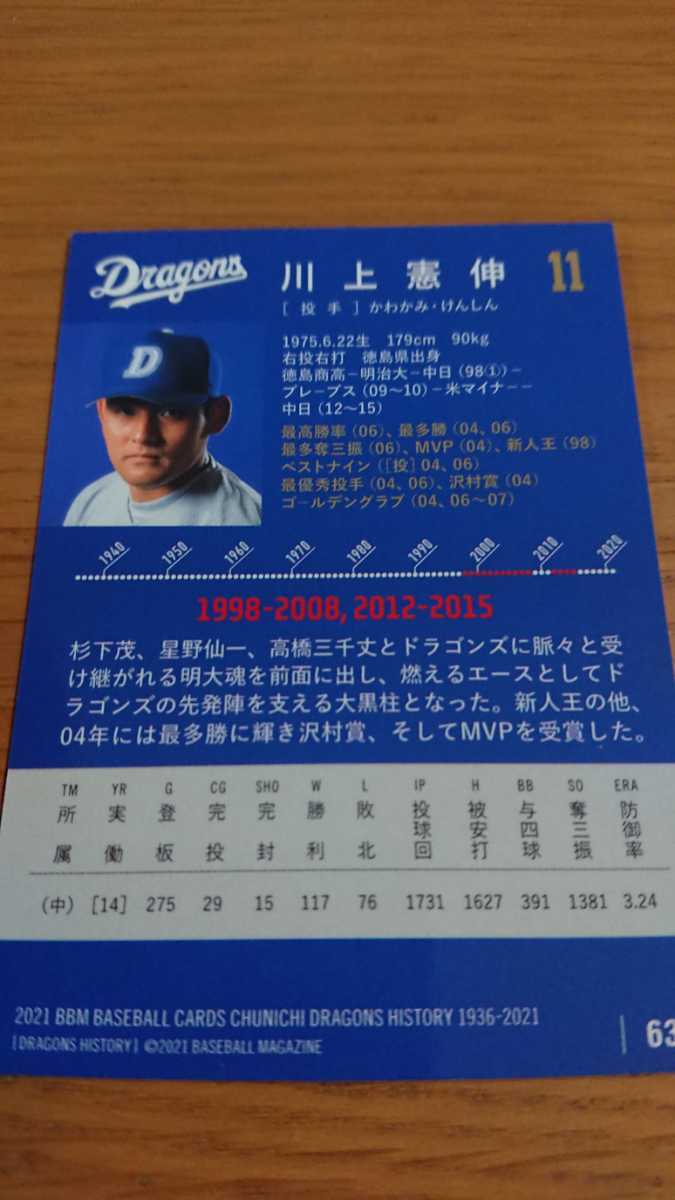 Dragons 川上憲伸 11
[投手] かわかみ・けんしん
D
1975.6.22生 179cm 90kg
右投右打 徳島県出身
徳島商高－明治大－中日(98①)－
ブレーブス(09～10)－米マイナー－
中日(12～15)
最高勝率(06)、最多勝(04、06)
最多奪三振(06)、MVP(04)、新人王(98)
ベストナイン([投]04、06)
最優秀投手(04、06)、沢村賞(04)
ゴールデングラブ(04、06～07)
1940 1950 1960 1970 1980 1990 2000 2010 2020
1998-2008, 2012-2015
杉下茂、星野仙一、高橋三千丈とドラゴンズに脈々と受
け継がれる明大魂を前面に出し、燃えるエースとしてド
ラゴンズの先発陣を支える大黒柱となった。新人王の他、
04年には最多勝に輝き沢村賞、そしてMVPを受賞した。
TM YR G CG SHO W L IP H BB SO ERA
所属 実働 登板 完投 完封 勝利 敗北 投球回 被安打 与四球 奪三振 防御率
(中) [14] 275 29 15 117 76 1731 1627 391 1381 3.24
2021 BBM BASEBALL CARDS CHUNICHI DRAGONS HISTORY 1936-2021
[DRAGONS HISTORY] ©2021 BASEBALL MAGAZINE
63